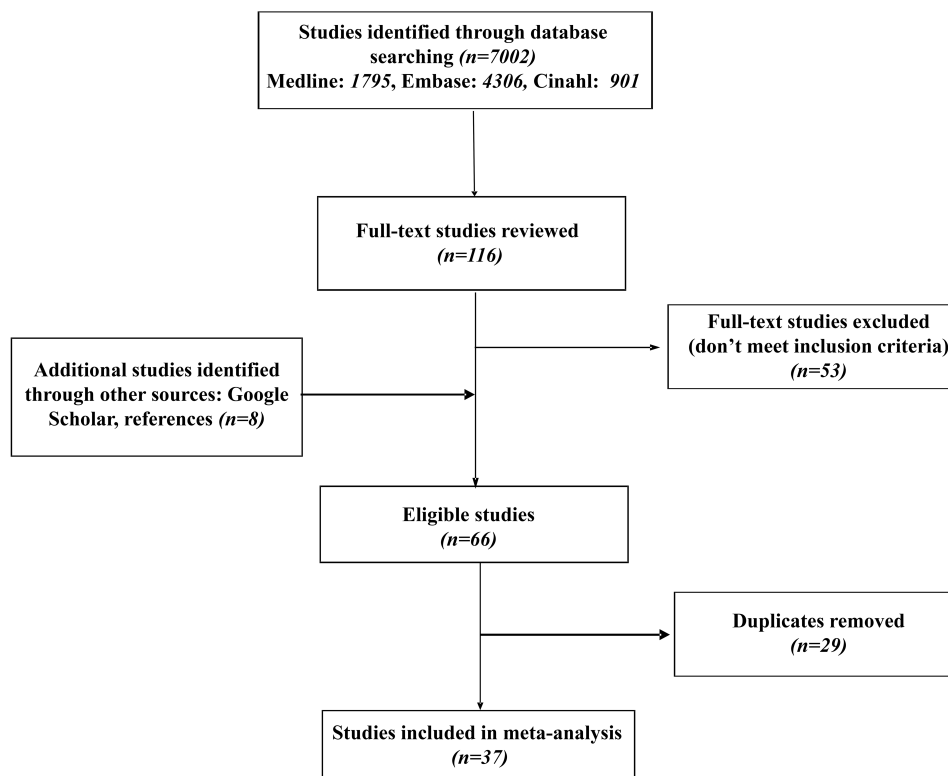 Studies identified through database
searching (n=7002)
Medline: 1795, Embase: 4306, Cinahl: 901
Full-text studies reviewed
(n=116)
Full-text studies excluded
(don't meet inclusion criteria)
(n=53)
Additional studies identified
through other sources: Google
Scholar, references (n=8)
Eligible studies
(n=66)
Duplicates removed
(n=29)
Studies included in meta-analysis
(n=37)